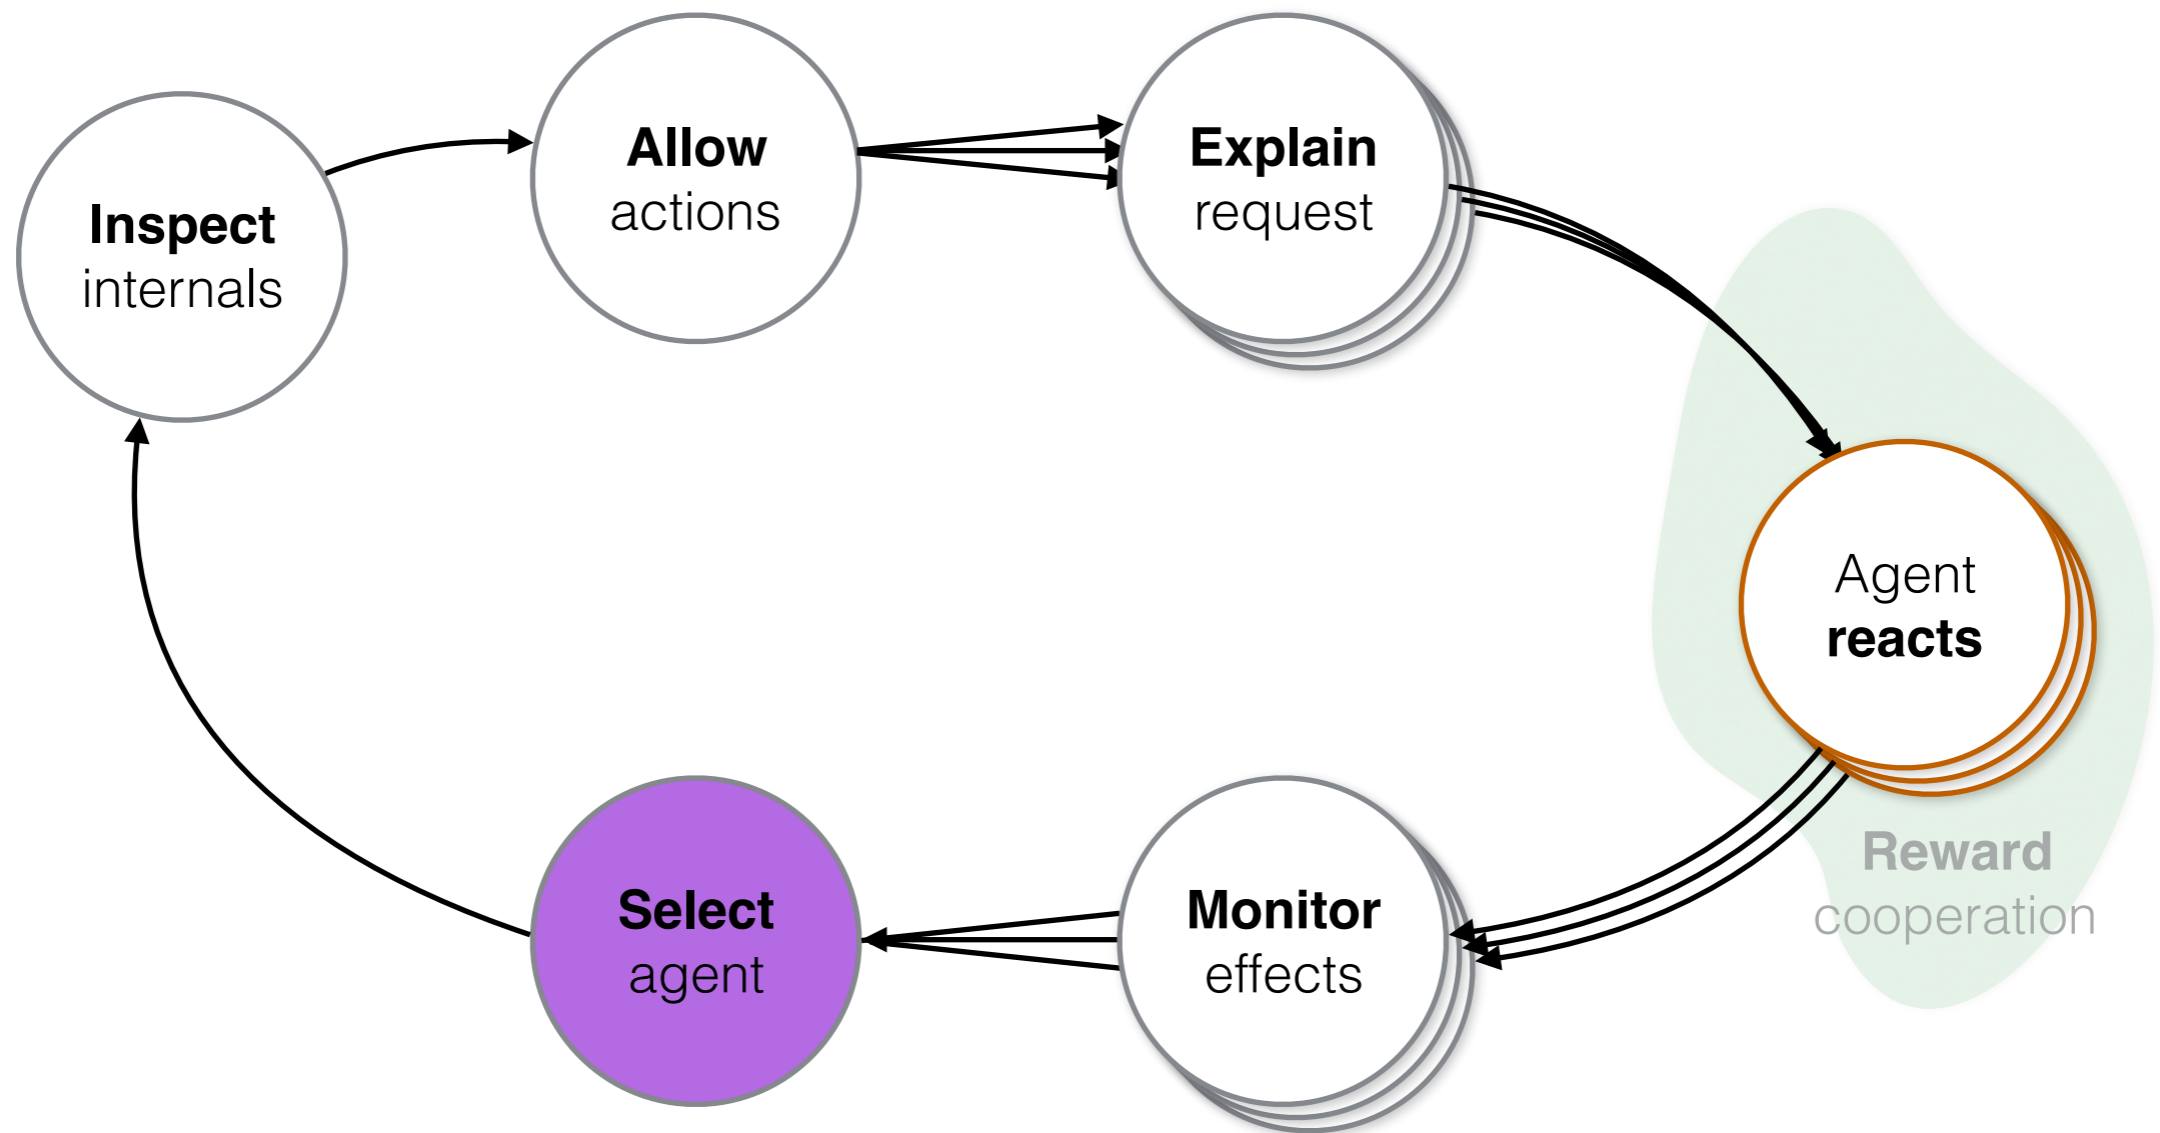 Inspect
internals
Allow
actions
Explain
request
Agent
reacts
Reward
cooperation
Monitor
effects
Select
agent